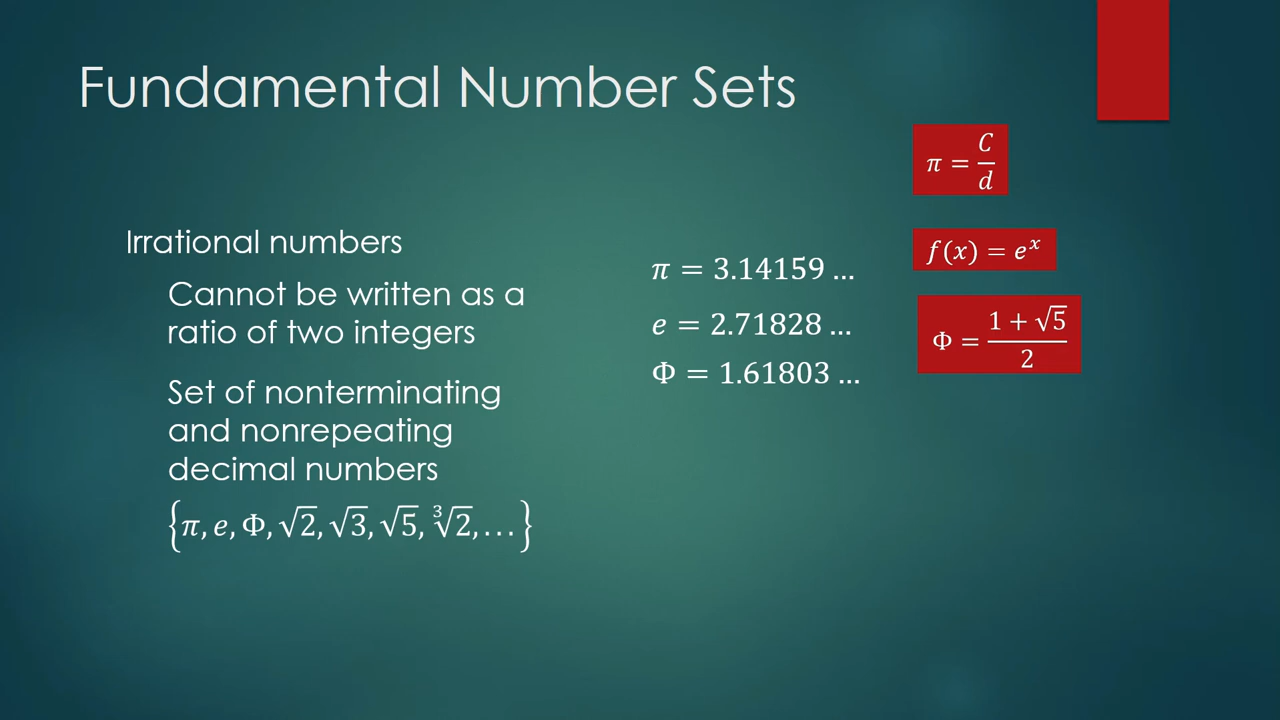 Fundamental Number Sets
Irrational numbers
Cannot be written as a
ratio of two integers
Set of nonterminating
and nonrepeating
decimal numbers
{π, e, Φ, √2, √3, √5, ∛2, …}
π = 3.14159 …
e = 2.71828 …
Φ = 1.61803 …
π = C/d
f(x) = eˣ
Φ = (1 + √5)/2